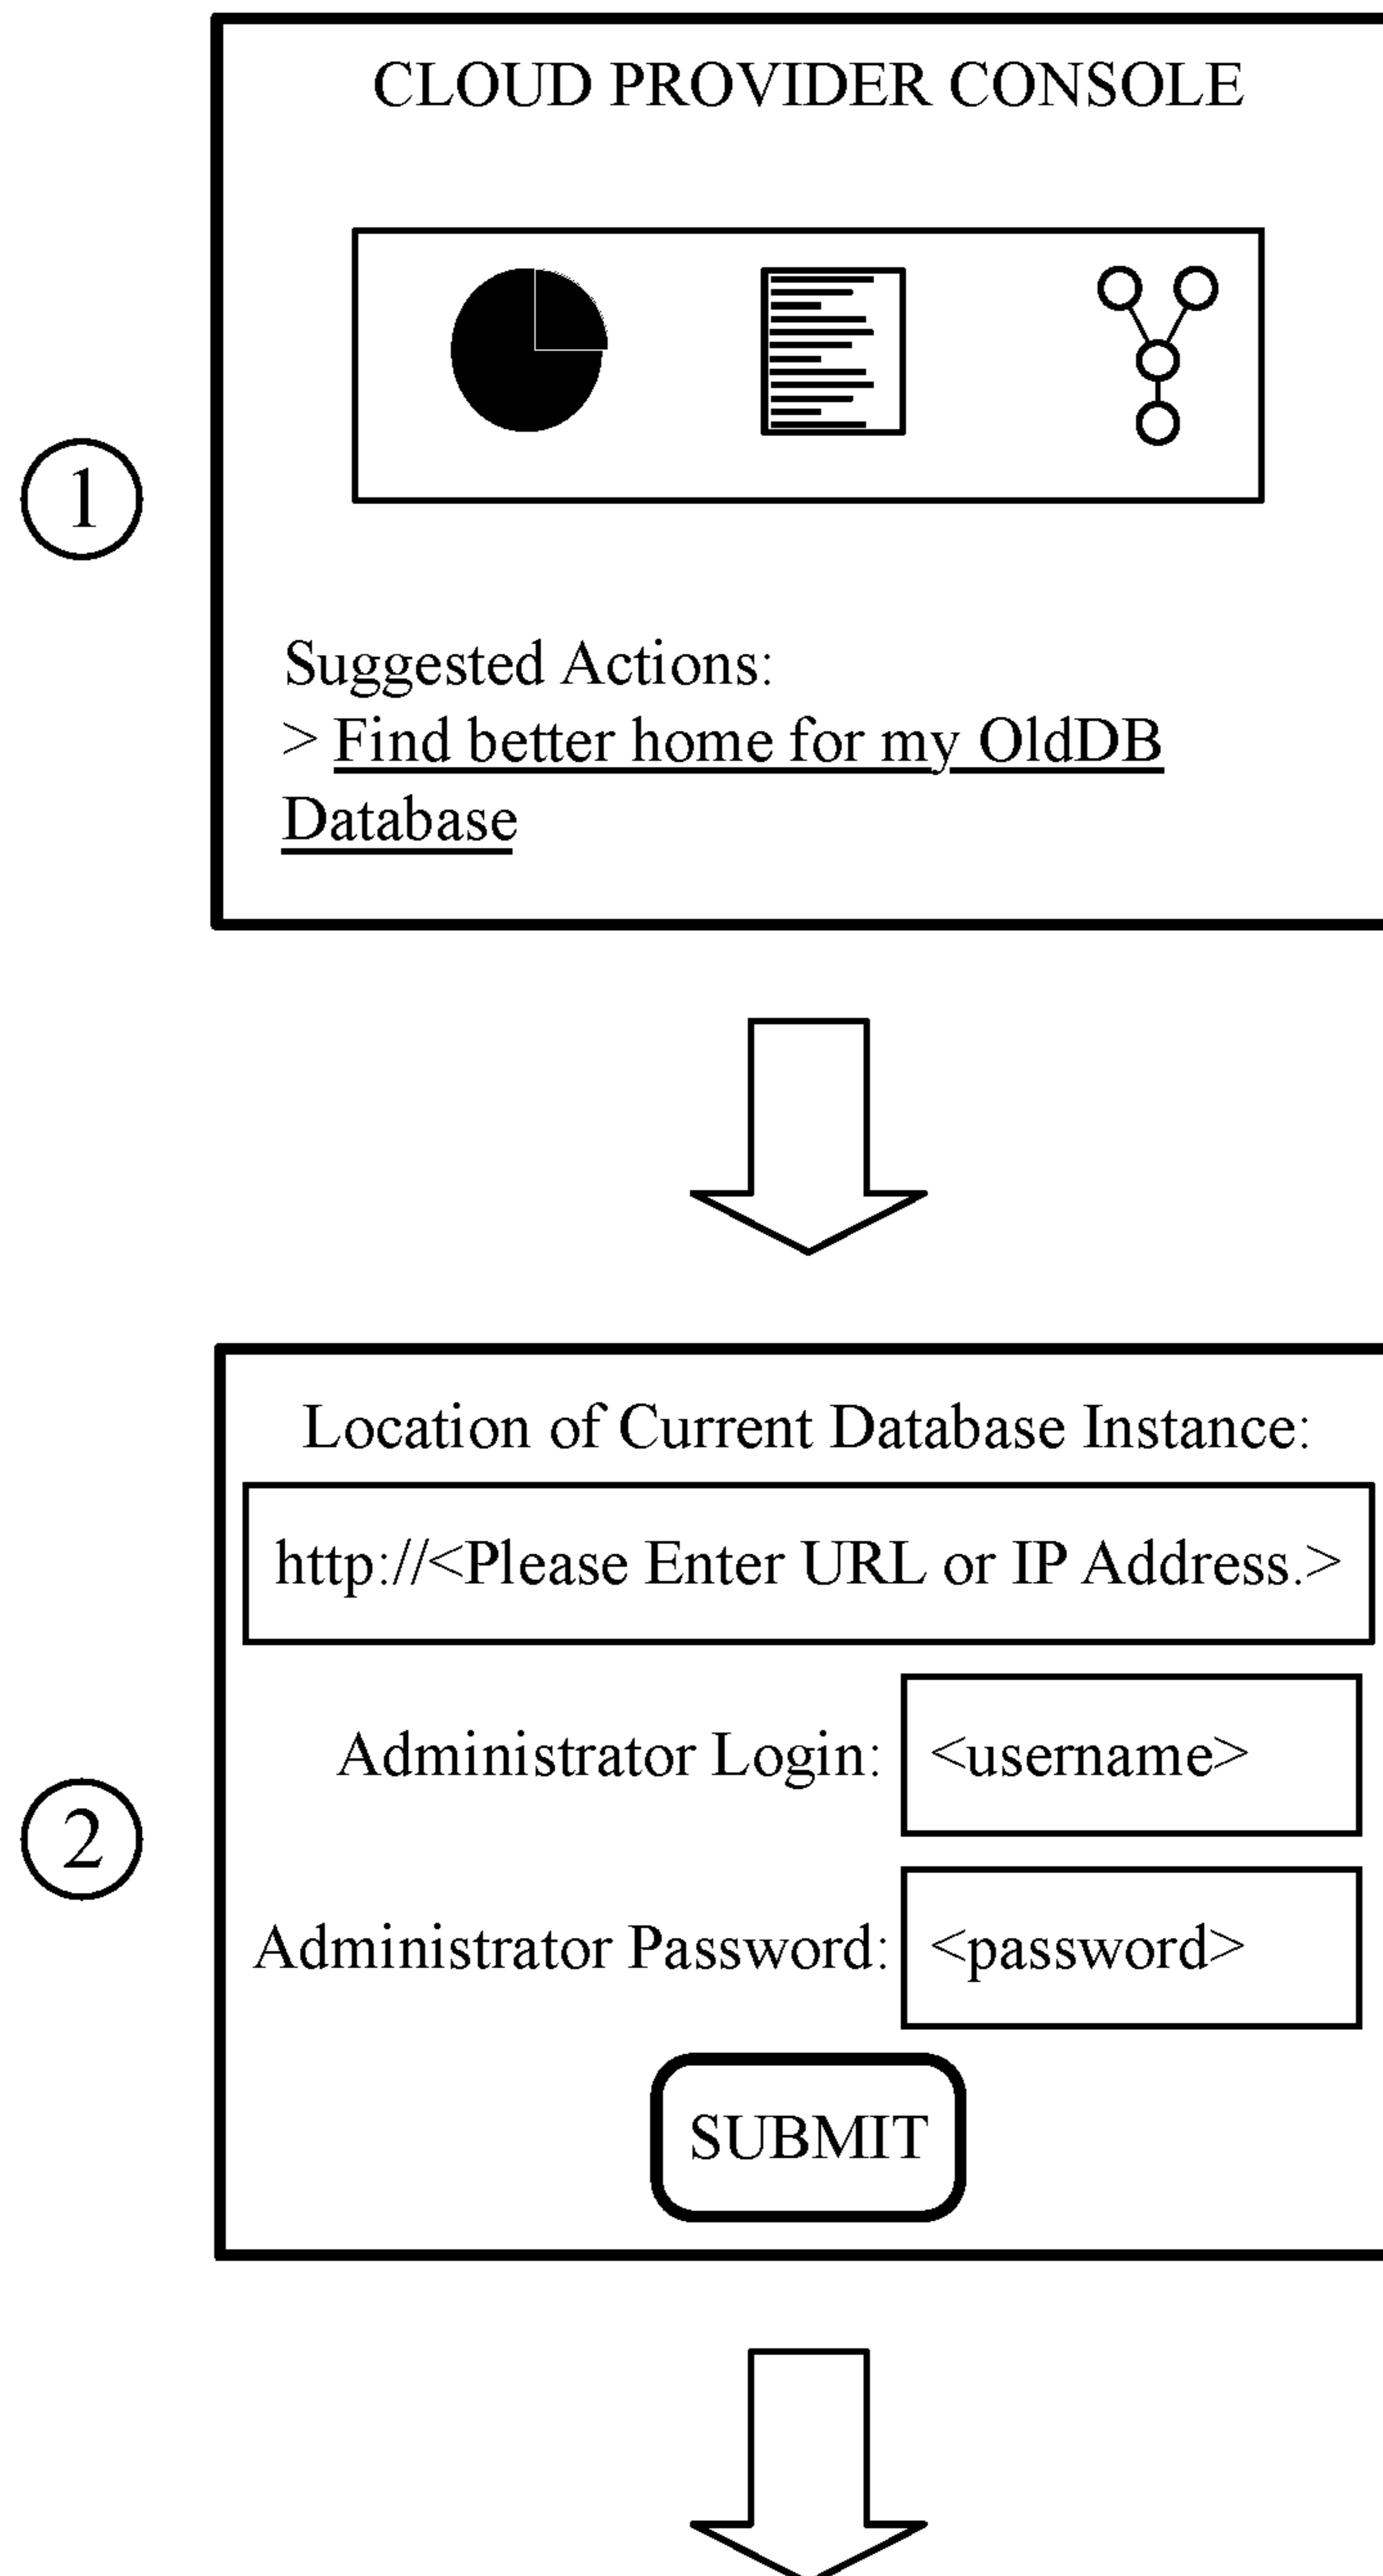 CLOUD PROVIDER CONSOLE
1
Suggested Actions:
> Find better home for my OldDB
Database
Location of Current Database Instance:
http://<Please Enter URL or IP Address.>
Administrator Login: <username>
2
Administrator Password: <password>
SUBMIT